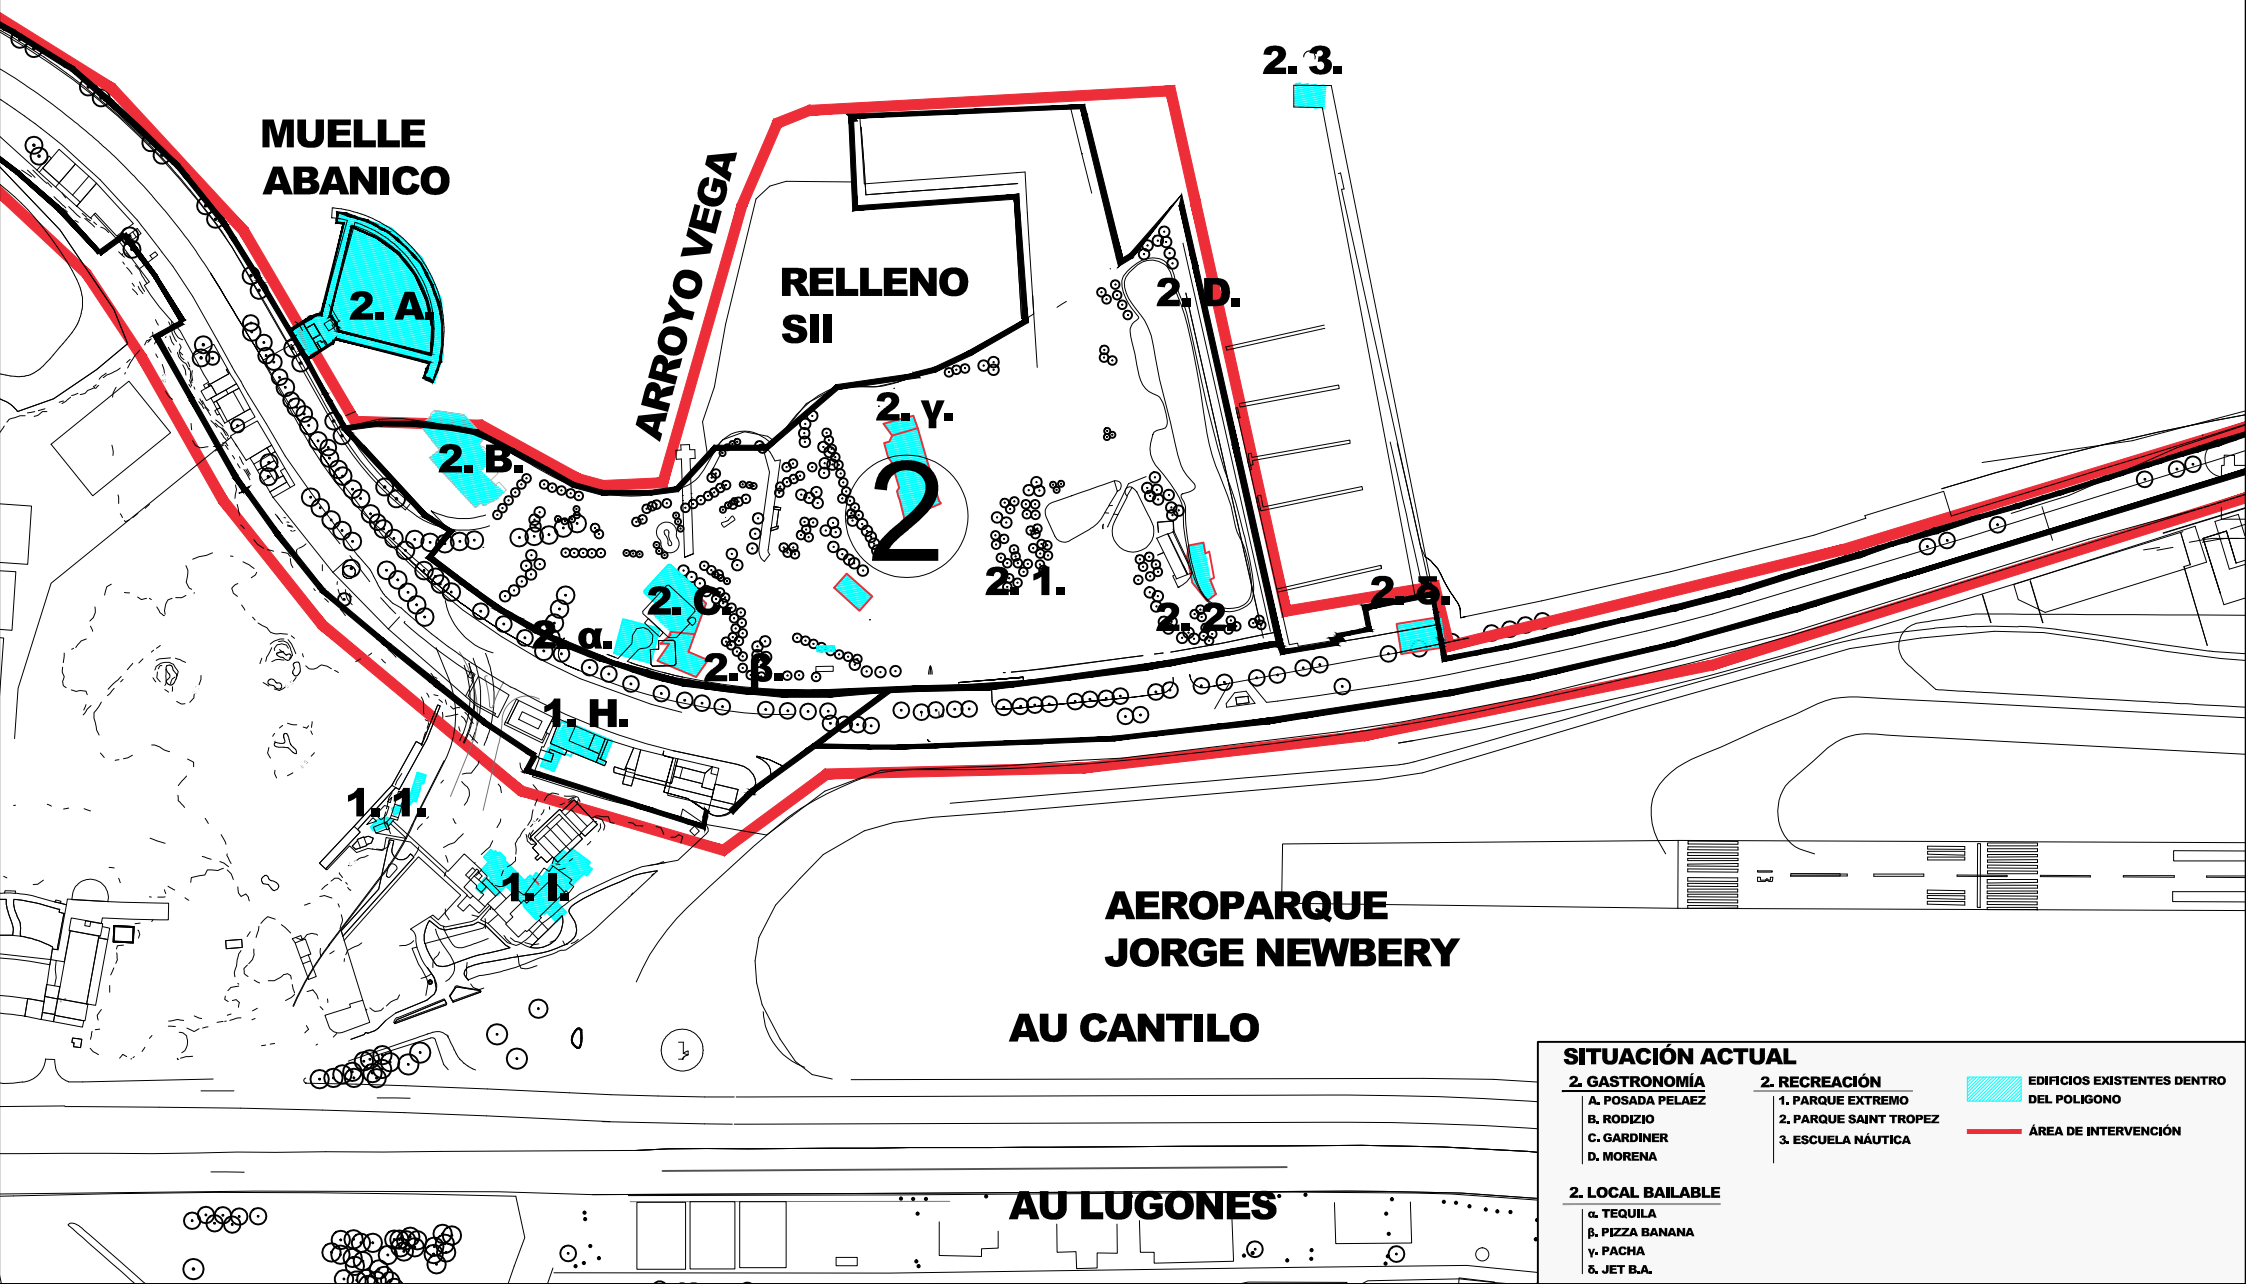 2. 3.
MUELLE
ABANICO
ARROYO VEGA
RELLENO
SII
2. A.
2. D.
2. γ.
2. B.
2
2. 1.
2. C.
2. α.
2. β.
2. 2.
2. δ.
1. H.
1. 1.
1. I.
AEROPARQUE
JORGE NEWBERY
AU CANTILO
AU LUGONES
SITUACIÓN ACTUAL
2. GASTRONOMÍA
A. POSADA PELAEZ
B. RODIZIO
C. GARDINER
D. MORENA
2. RECREACIÓN
1. PARQUE EXTREMO
2. PARQUE SAINT TROPEZ
3. ESCUELA NÁUTICA
EDIFICIOS EXISTENTES DENTRO
DEL POLIGONO
ÁREA DE INTERVENCIÓN
2. LOCAL BAILABLE
α. TEQUILA
β. PIZZA BANANA
γ. PACHA
δ. JET B.A.